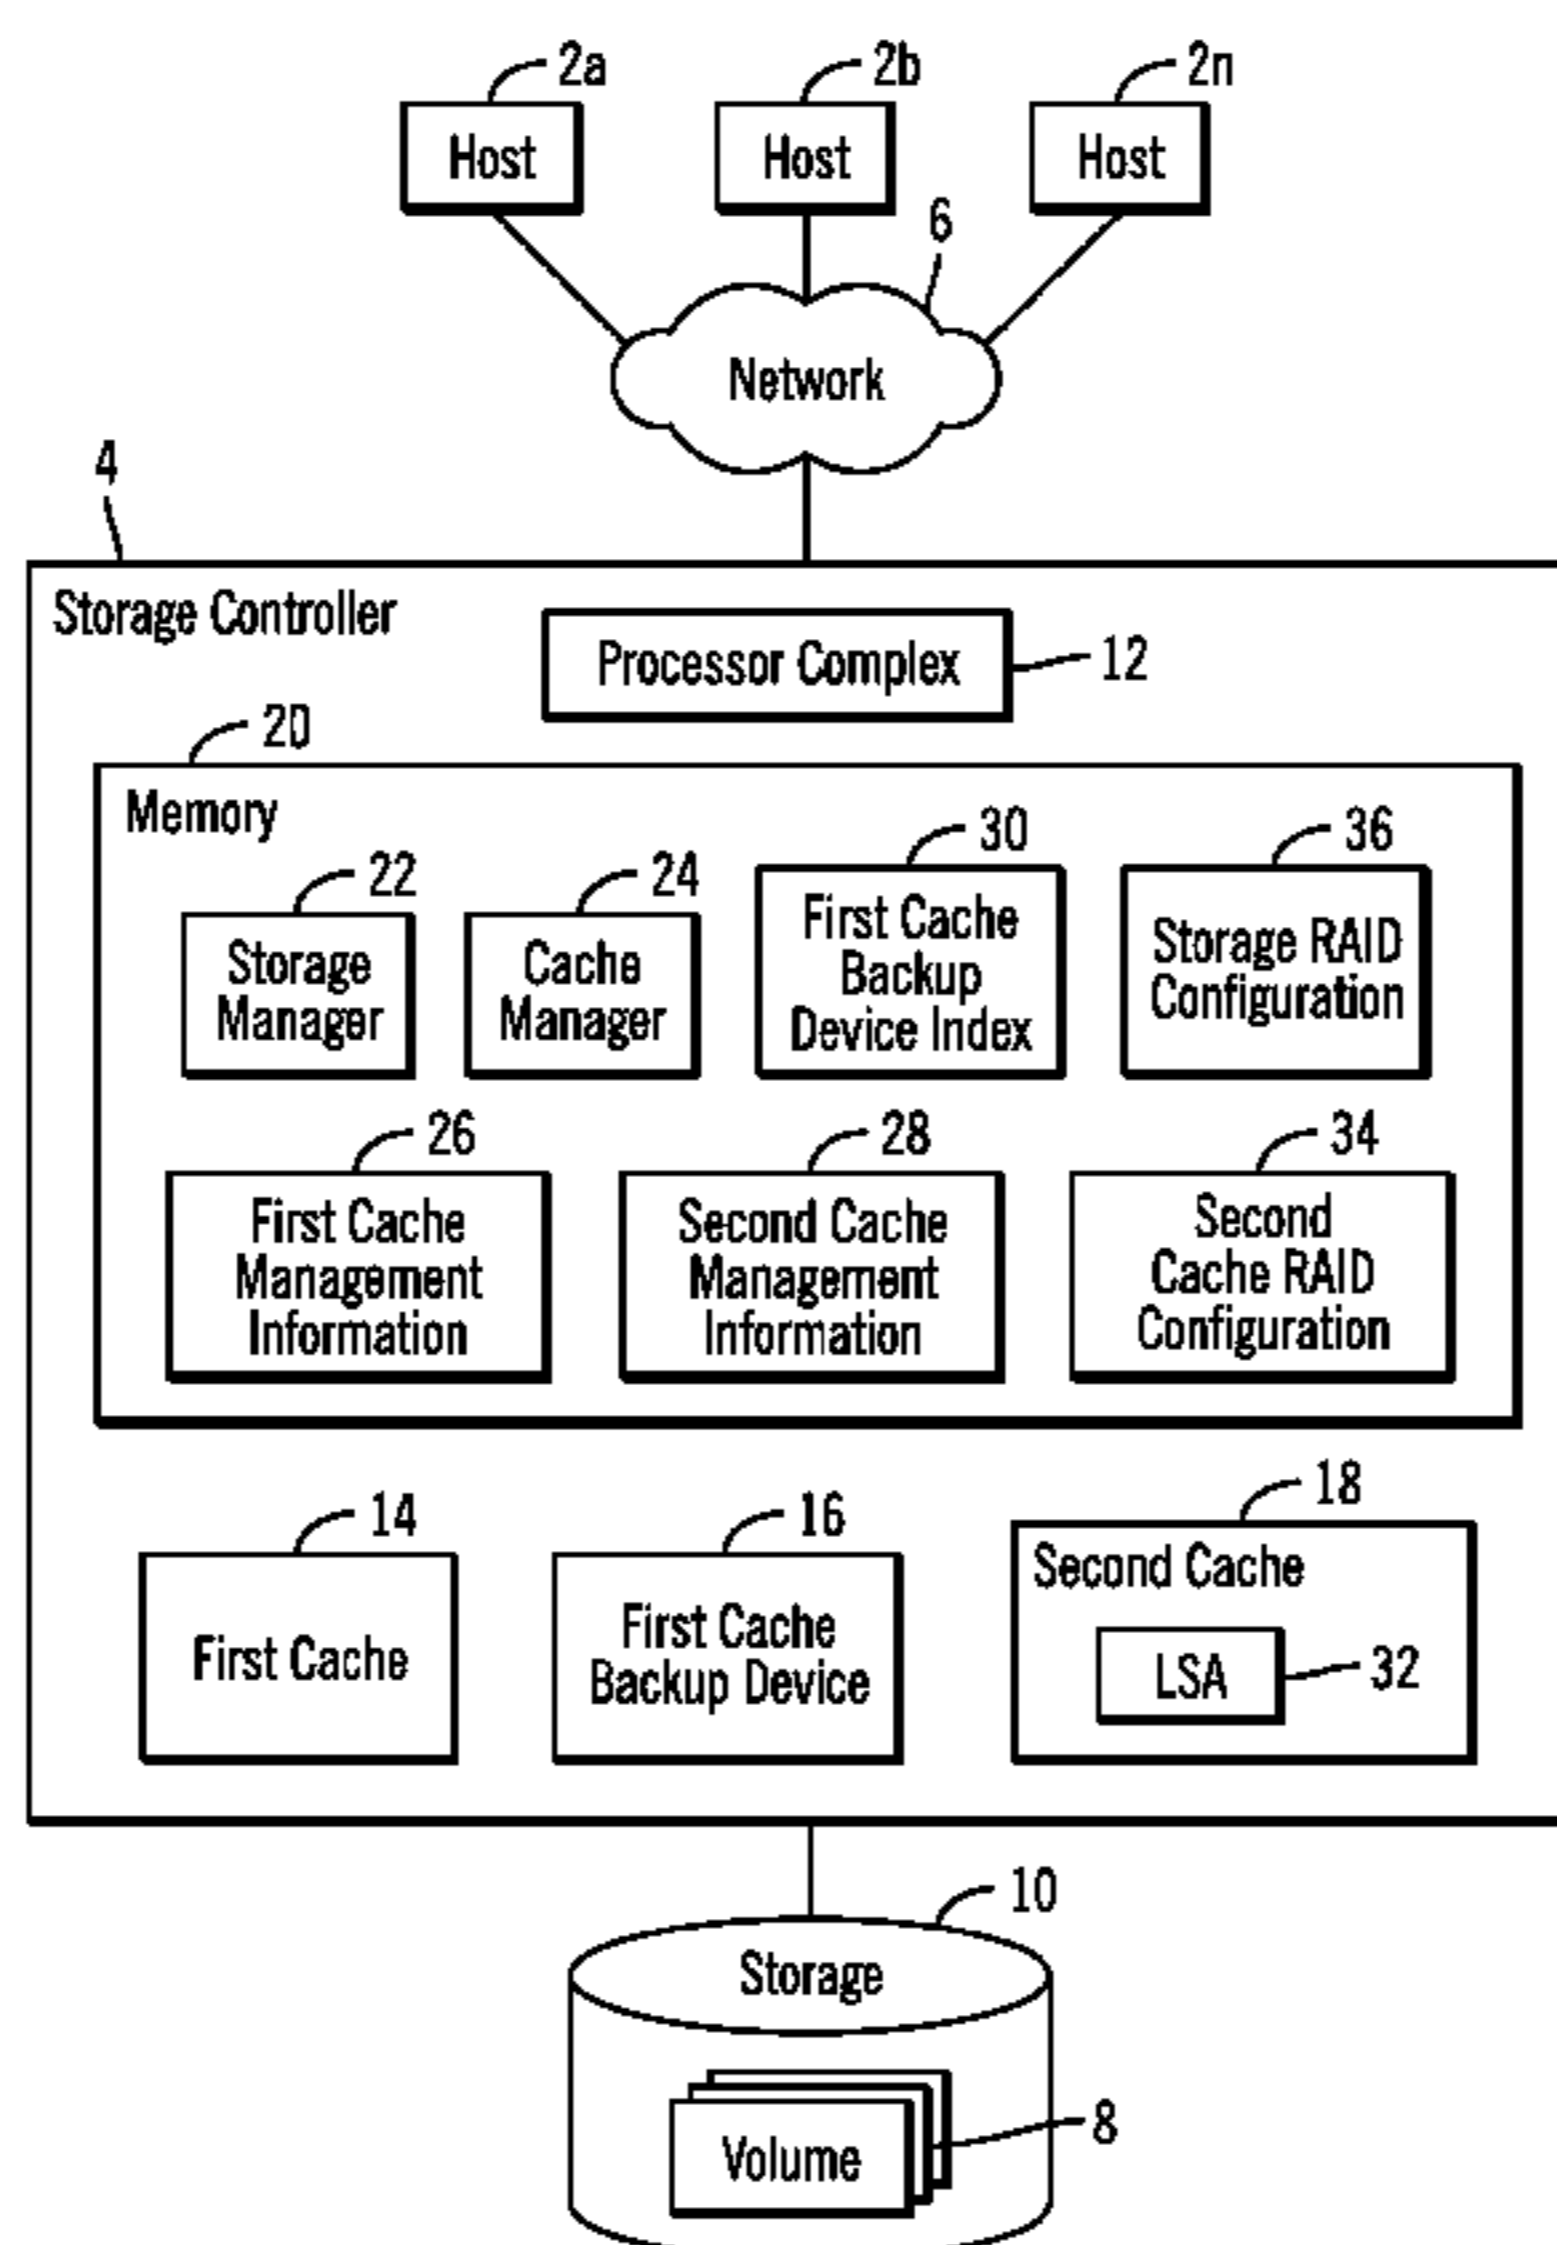 2a
2b
2n
Host
Host
Host
6
Network
4
Storage Controller
Processor Complex
12
20
Memory
22
24
30
36
Storage
Manager
Cache
Manager
First Cache
Backup
Device Index
Storage RAID
Configuration
26
28
34
First Cache
Management
Information
Second Cache
Management
Information
Second
Cache RAID
Configuration
14
16
18
First Cache
First Cache
Backup Device
Second Cache
LSA
32
10
Storage
Volume
8